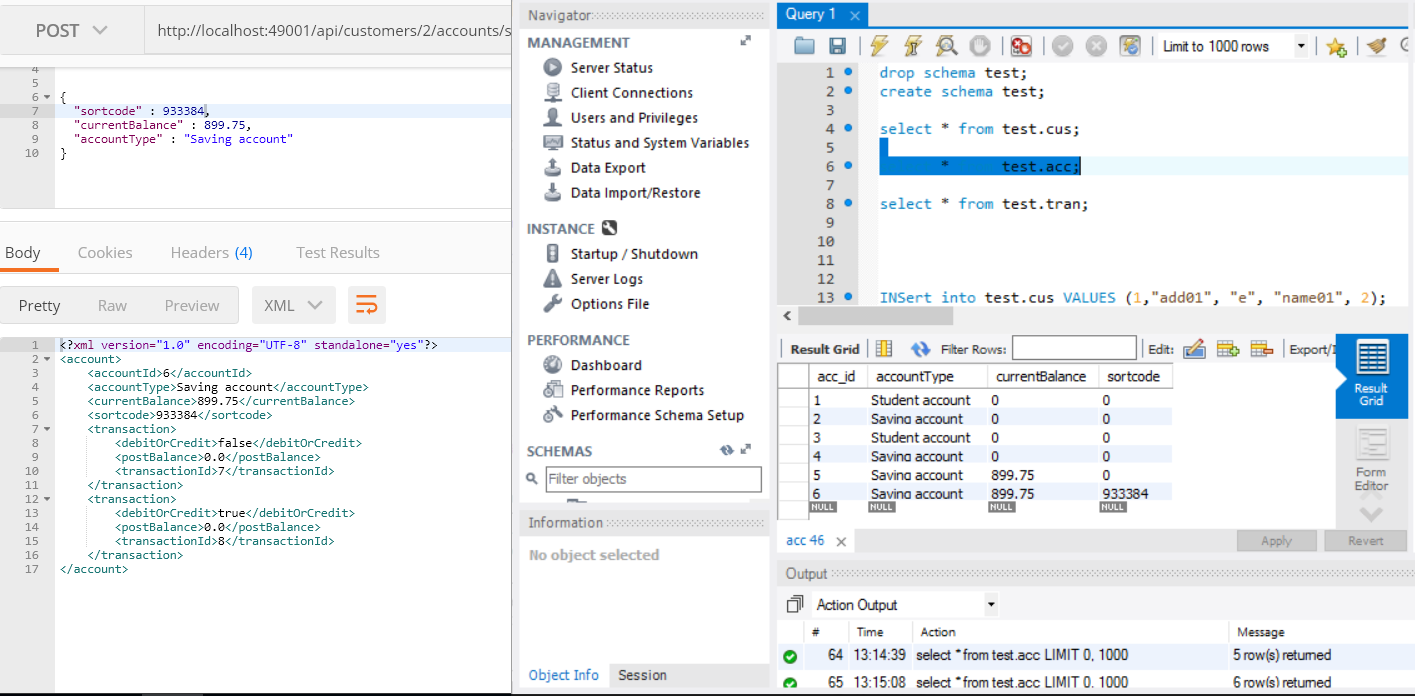 POST
http://localhost:49001/api/customers/2/accounts/s
4
5
6 {
7 "sortcode" : 933384,
8 "currentBalance" : 899.75,
9 "accountType" : "Saving account"
10 }
Body Cookies Headers (4) Test Results
Pretty Raw Preview XML
1 <?xml version="1.0" encoding="UTF-8" standalone="yes"?>
2 <account>
3 <accountId>6</accountId>
4 <accountType>Saving account</accountType>
5 <currentBalance>899.75</currentBalance>
6 <sortcode>933384</sortcode>
7 <transaction>
8 <debitOrCredit>false</debitOrCredit>
9 <postBalance>0.0</postBalance>
10 <transactionId>7</transactionId>
11 </transaction>
12 <transaction>
13 <debitOrCredit>true</debitOrCredit>
14 <postBalance>0.0</postBalance>
15 <transactionId>8</transactionId>
16 </transaction>
17 </account>
Navigator
MANAGEMENT
Server Status
Client Connections
Users and Privileges
Status and System Variables
Data Export
Data Import/Restore
INSTANCE
Startup / Shutdown
Server Logs
Options File
PERFORMANCE
Dashboard
Performance Reports
Performance Schema Setup
SCHEMAS
Filter objects
Information
No object selected
Object Info Session
Query 1
Limit to 1000 rows
1 drop schema test;
2 create schema test;
3
4 select * from test.cus;
5
6 * test.acc;
7
8 select * from test.tran;
9
10
11
12
13 INSert into test.cus VALUES (1,"add01", "e", "name01", 2);
Result Grid Filter Rows: Edit: Export/I
acc_id accountType currentBalance sortcode
1 Student account 0 0
2 Saving account 0 0
3 Student account 0 0
4 Saving account 0 0
5 Saving account 899.75 0
6 Saving account 899.75 933384
NULL NULL NULL NULL
Result
Grid
Form
Editor
acc 46
Apply Revert
Output
Action Output
# Time Action Message
64 13:14:39 select * from test.acc LIMIT 0, 1000 5 row(s) returned
65 13:15:08 select * from test.acc LIMIT 0, 1000 6 row(s) returned